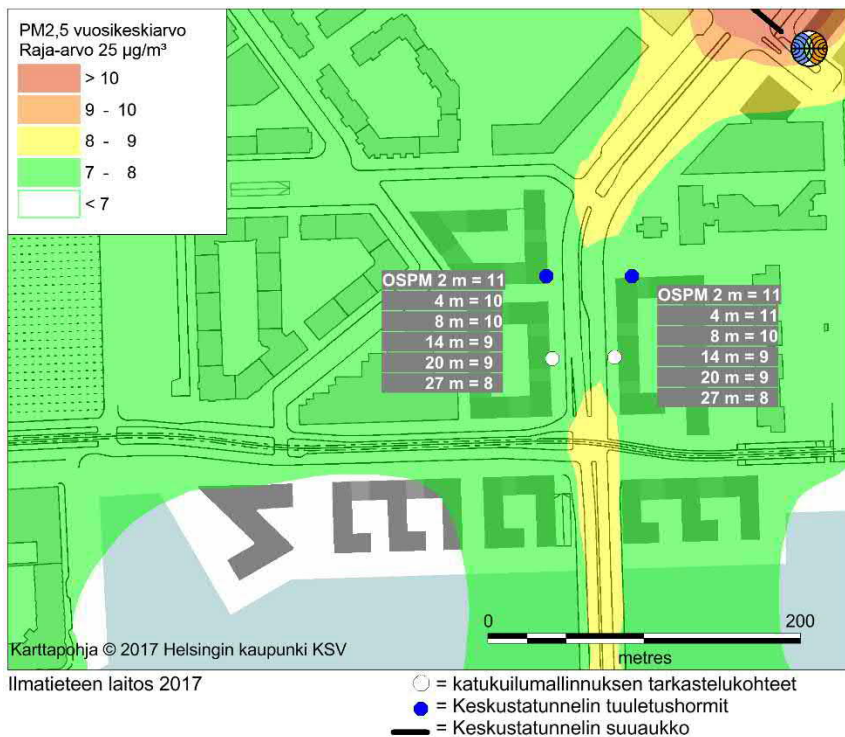 PM2,5 vuosikeskiarvo
Raja-arvo 25 µg/m³
> 10
9 - 10
8 - 9
7 - 8
< 7
OSPM 2 m = 11
4 m = 10
8 m = 10
14 m = 9
20 m = 9
27 m = 8
OSPM 2 m = 11
4 m = 11
8 m = 10
14 m = 9
20 m = 9
27 m = 8
0 200
metres
Karttapohja © 2017 Helsingin kaupunki KSV
Ilmatieteen laitos 2017
= katukuilumallinnuksen tarkastelukohteet
= Keskustatunnelin tuuletushormit
= Keskustatunnelin suuaukko